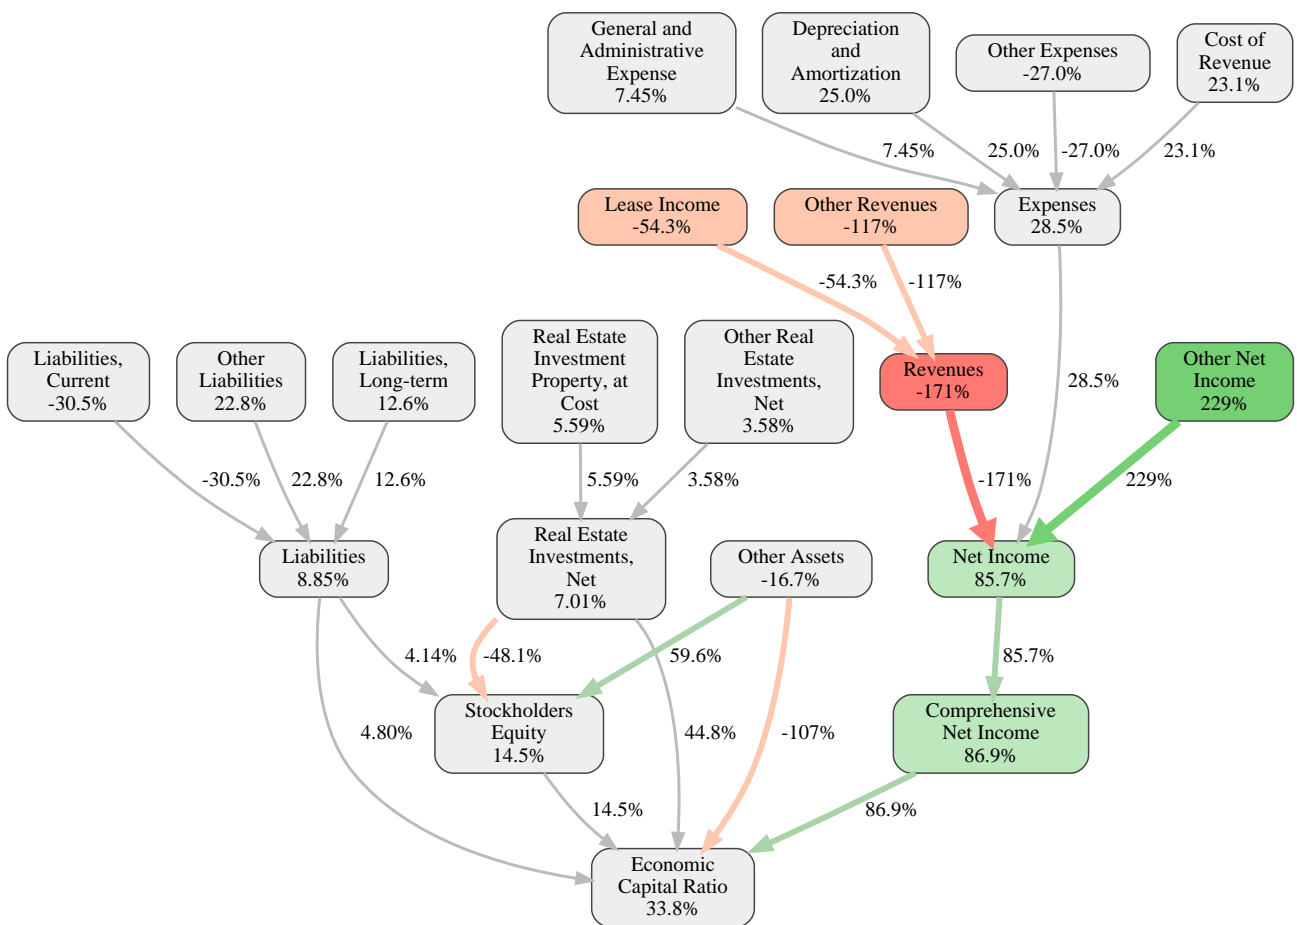 General and
Administrative
Expense
7.45%
Depreciation
and
Amortization
25.0%
Other Expenses
-27.0%
Cost of
Revenue
23.1%
7.45%
25.0%
-27.0%
23.1%
Lease Income
-54.3%
Other Revenues
-117%
Expenses
28.5%
-54.3%
-117%
Liabilities,
Current
-30.5%
Other
Liabilities
22.8%
Liabilities,
Long-term
12.6%
Real Estate
Investment
Property, at
Cost
5.59%
Other Real
Estate
Investments,
Net
3.58%
Revenues
-171%
28.5%
Other Net
Income
229%
-30.5%
22.8%
12.6%
5.59%
3.58%
-171%
229%
Liabilities
8.85%
Real Estate
Investments,
Net
7.01%
Other Assets
-16.7%
Net Income
85.7%
4.14%
-48.1%
59.6%
85.7%
Stockholders
Equity
14.5%
Comprehensive
Net Income
86.9%
4.80%
44.8%
-107%
14.5%
86.9%
Economic
Capital Ratio
33.8%